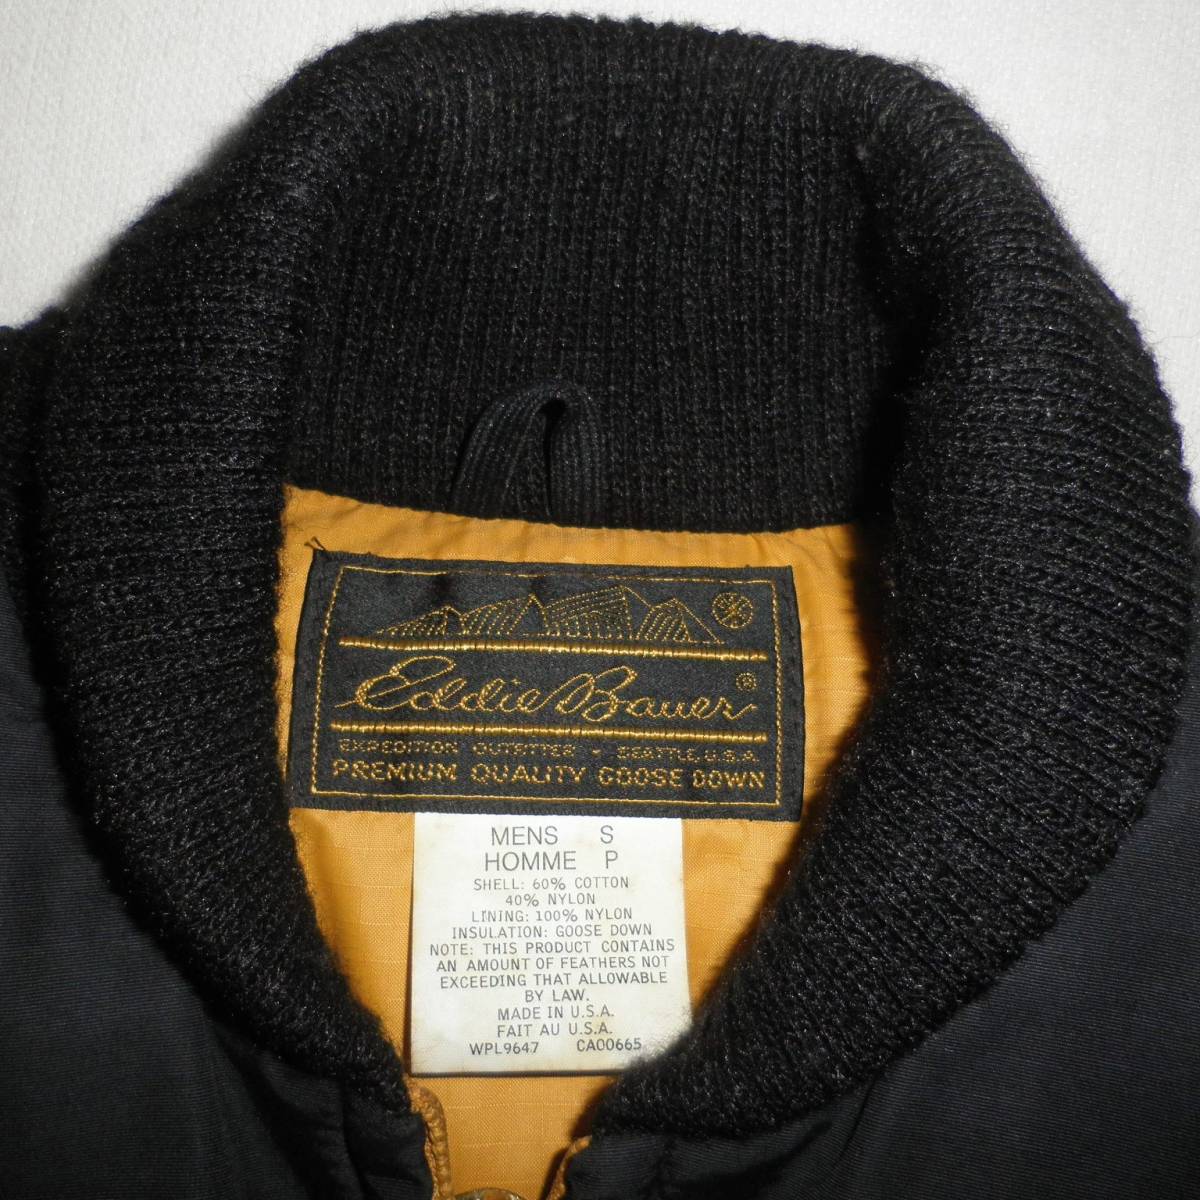 Eddie Bauer ®
EXPEDITION OUTFITTER • SEATTLE, U.S.A.
PREMIUM QUALITY GOOSE DOWN
MENS S
HOMME P
SHELL: 60% COTTON
40% NYLON
LINING: 100% NYLON
INSULATION: GOOSE DOWN
NOTE: THIS PRODUCT CONTAINS
AN AMOUNT OF FEATHERS NOT
EXCEEDING THAT ALLOWABLE
BY LAW.
MADE IN U.S.A.
FAIT AU U.S.A.
WPL9647 CA00665